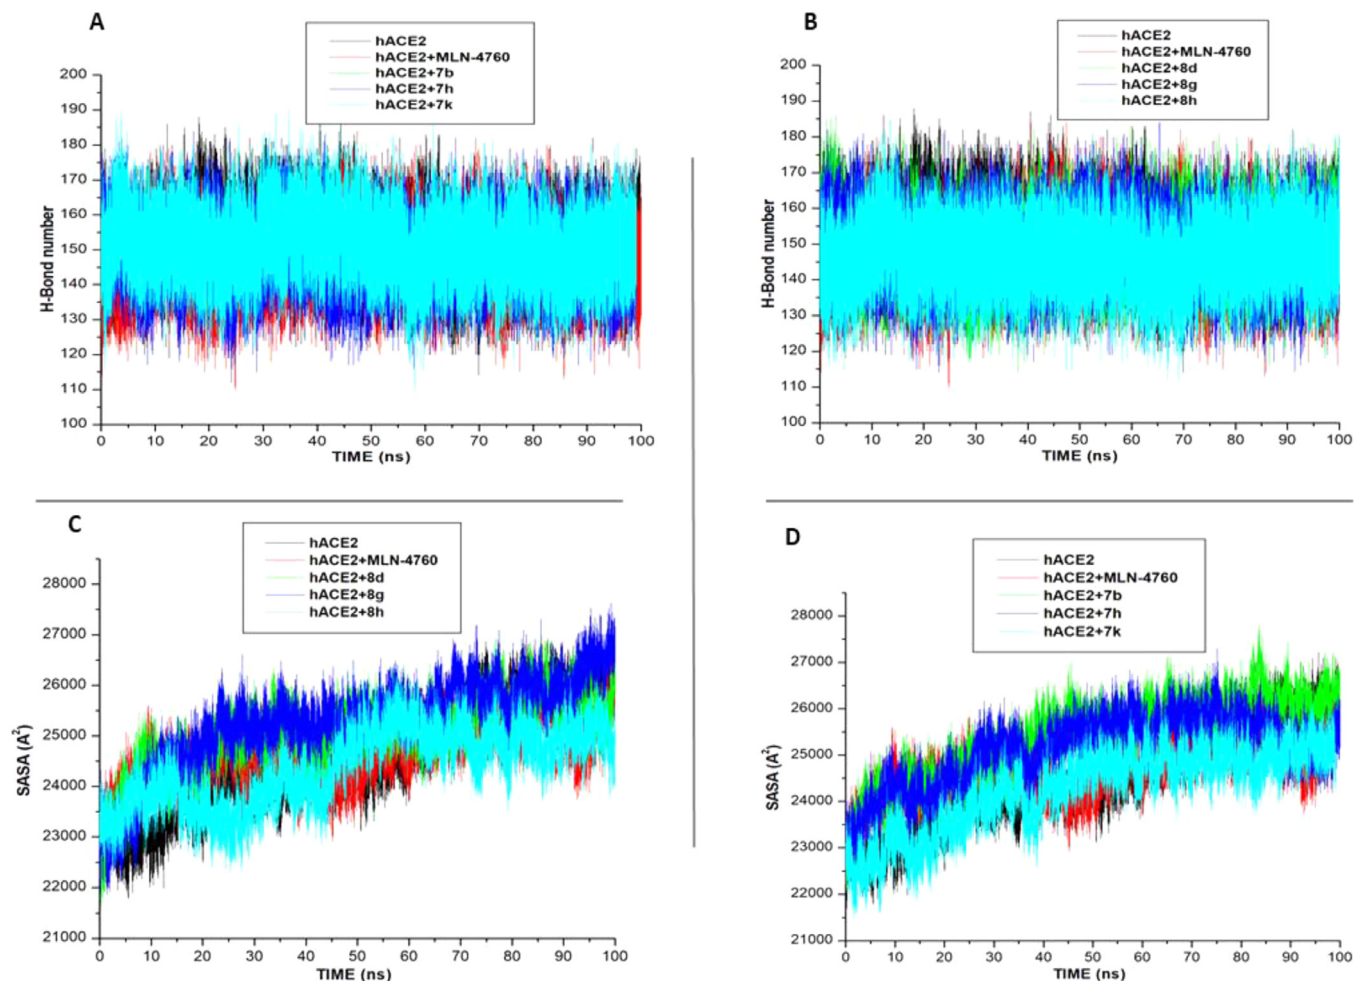 A
hACE2
hACE2+MLN-4760
hACE2+7b
hACE2+7h
hACE2+7k
200
190
180
170
160
150
140
130
120
110
100
H-Bond number
0 10 20 30 40 50 60 70 80 90 100
TIME (ns)
B
hACE2
hACE2+MLN-4760
hACE2+8d
hACE2+8g
hACE2+8h
200
190
180
170
160
150
140
130
120
110
100
H-Bond number
0 10 20 30 40 50 60 70 80 90 100
TIME (ns)
C
hACE2
hACE2+MLN-4760
hACE2+8d
hACE2+8g
hACE2+8h
28000
27000
26000
25000
24000
23000
22000
21000
SASA (A²)
0 10 20 30 40 50 60 70 80 90 100
TIME (ns)
D
hACE2
hACE2+MLN-4760
hACE2+7b
hACE2+7h
hACE2+7k
28000
27000
26000
25000
24000
23000
22000
21000
SASA (A²)
0 10 20 30 40 50 60 70 80 90 100
TIME (ns)